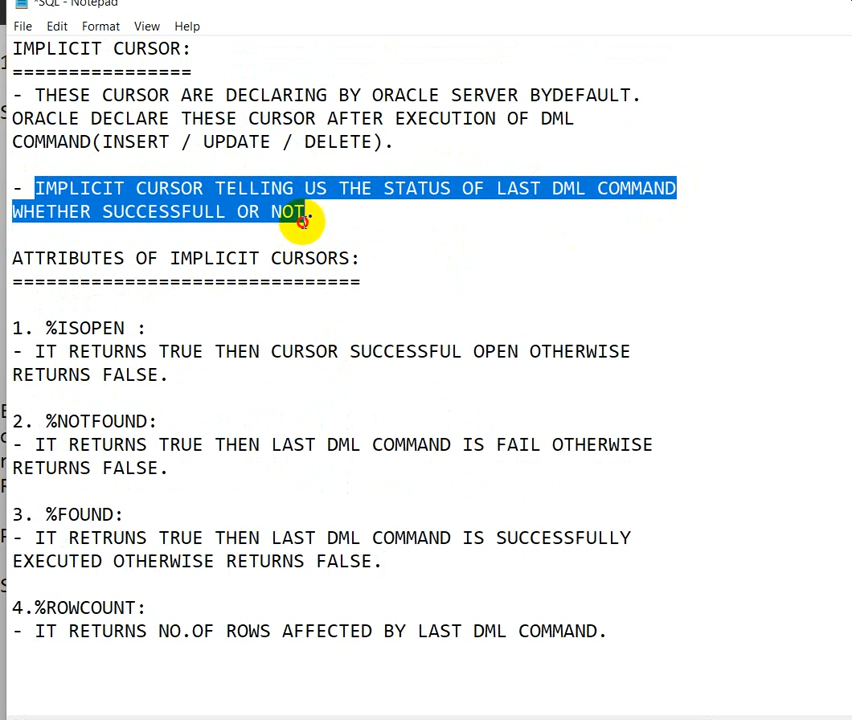 *SQL - Notepad
File Edit Format View Help
IMPLICIT CURSOR:
================
- THESE CURSOR ARE DECLARING BY ORACLE SERVER BYDEFAULT.
ORACLE DECLARE THESE CURSOR AFTER EXECUTION OF DML
COMMAND(INSERT / UPDATE / DELETE).
- IMPLICIT CURSOR TELLING US THE STATUS OF LAST DML COMMAND
WHETHER SUCCESSFULL OR NOT.
ATTRIBUTES OF IMPLICIT CURSORS:
===============================
1. %ISOPEN :
- IT RETURNS TRUE THEN CURSOR SUCCESSFUL OPEN OTHERWISE
RETURNS FALSE.
2. %NOTFOUND:
- IT RETURNS TRUE THEN LAST DML COMMAND IS FAIL OTHERWISE
RETURNS FALSE.
3. %FOUND:
- IT RETRUNS TRUE THEN LAST DML COMMAND IS SUCCESSFULLY
EXECUTED OTHERWISE RETURNS FALSE.
4.%ROWCOUNT:
- IT RETURNS NO.OF ROWS AFFECTED BY LAST DML COMMAND.